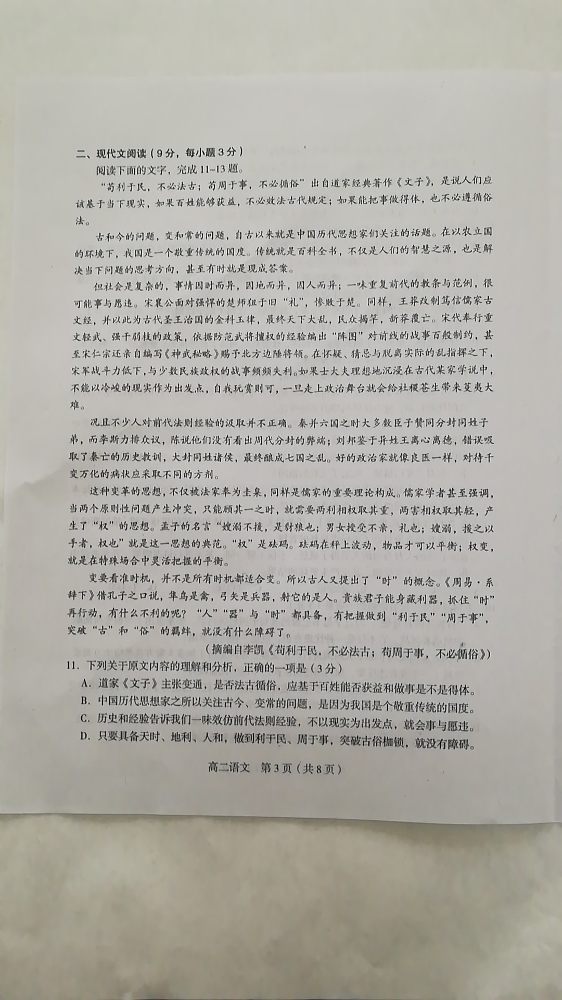 二、现代文阅读(9分，每小题3分)
阅读下面的文字，完成11~13题。
“苟利于民，不必法古；苟周于事，不必循俗”出自道家经典著作《文子》，是说人们应
该基于当下现实，如果百姓能够获益，不必效法古代规定；如果能把事做得体，也不必遵循俗
法。
古和今的问题，变和常的问题，自古以来就是中国历代思想家们关注的话题。在以农立国
的环境下，我国是一个敬重传统的国度。传统就是百科全书，不仅是人们的智慧之源，也是解
决当下问题的思考方向，甚至有时就是现成答案。
但社会是复杂的，事情因时而异，因地而异，因人而异；一味重复前代的教条与范例，很
可能事与愿违。宋襄公面对强悍的楚师狃于旧“礼”，惨败于楚。同样，王莽改制笃信儒家古
文经，并以此为古代圣王治国的金科玉律，最终天下大乱，民众揭竿，新莽覆亡。宋代奉行重
文轻武、强干弱枝的政策，依据防范武将擅权的经验编出“阵图”对前线的战事百般制约，甚
至宋仁宗还亲自编写《神武秘略》赐予北方边陲将领。在怀疑、猜忌与脱离实际的乱指挥之下，
宋军战斗力低下，与少数民族政权的战事频频失利。如果士大夫理想地沉浸在古代某家学说中，
不能以冷峻的现实作为出发点，自我玩赏则可，一旦走上政治舞台就会给社稷苍生带来芟夷大
难。
况且不少人对前代法则经验的汲取并不正确。秦并六国之时大多数臣子赞同分封同姓子
弟，而李斯力排众议，陈说他们没有看出周代分封的弊端；刘邦鉴于异姓王离心离德，错误吸
取了秦亡的历史教训，大封同姓诸侯，最终酿成七国之乱。好的政治家就像良医一样，对待千
变万化的病状应采取不同的方剂。
这种变革的思想，不仅被法家奉为圭臬，同样是儒家的重要理论构成。儒家学者甚至强调，
当两个原则性问题产生冲突，只能顾其一之时，就需要两利相权取其重，两害相权取其轻，产
生了“权”的思想。孟子的名言“嫂溺不援，是豺狼也；男女授受不亲，礼也；嫂溺，援之以
手者，权也”就是这一思想的典范。“权”是砝码。砝码在秤上波动，物品才可以平衡；权变，
就是在特殊场合中灵活把握的平衡。
变要看准时机，并不是所有时机都适合变。所以古人又提出了“时”的概念。《周易·系
辞下》借孔子之口说，隼鸟是禽，弓矢是兵器，射它的是人。贵族君子能身藏利器，抓住“时”
再行动，有什么不利的呢？“人”“器”与“时”都具备，有把握做到“利于民”“周于事”，
突破“古”和“俗”的羁绊，就没有什么障碍了。
(摘编自李凯《苟利于民，不必法古；苟周于事，不必循俗》)
11．下列关于原文内容的理解和分析，正确的一项是(3分)
A．道家《文子》主张变通，是否法古循俗，应基于百姓能否获益和做事是不是得体。
B．中国历代思想家之所以关注古今、变常的问题，是因为我国是个敬重传统的国度。
C．历史和经验告诉我们一味效仿前代法则经验，不以现实为出发点，就会事与愿违。
D．只要具备天时、地利、人和，做到利于民、周于事，突破古俗枷锁，就没有障碍。
高二语文 第3页(共8页)